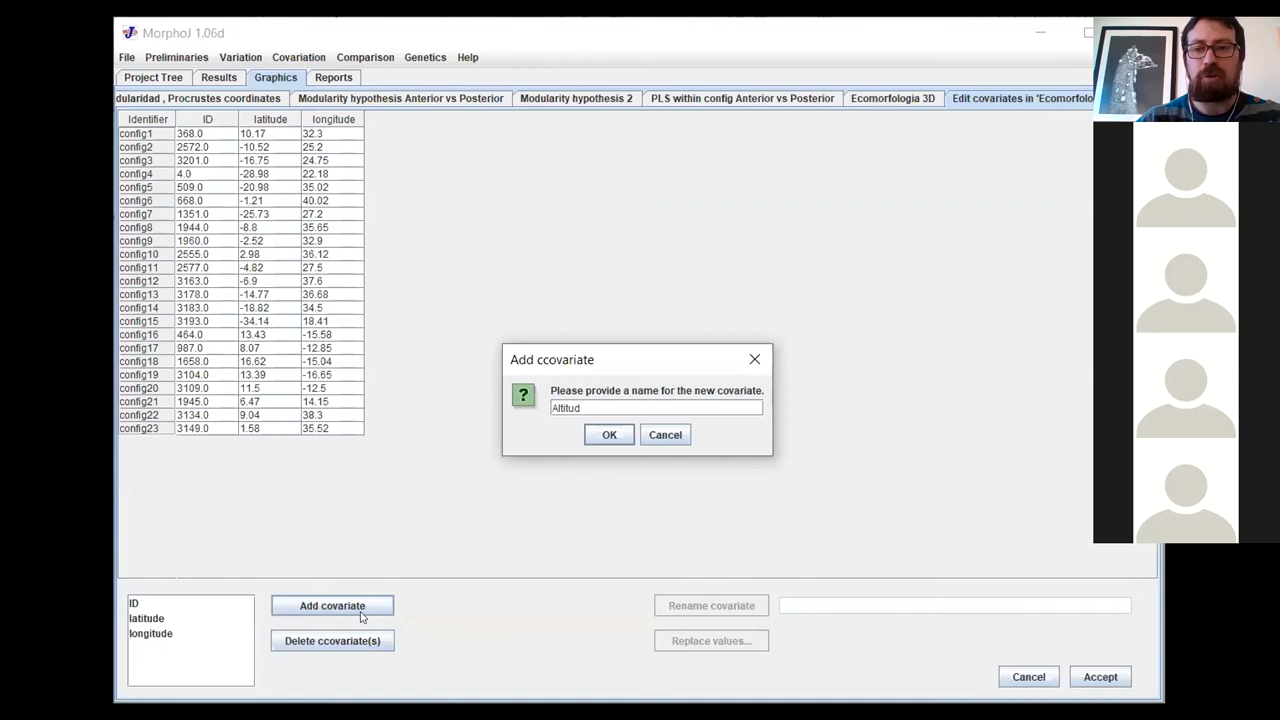 MorphoJ 1.06d
File Preliminaries Variation Covariation Comparison Genetics Help
Project Tree Results Graphics Reports
dularidad , Procrustes coordinates Modularity hypothesis Anterior vs Posterior Modularity hypothesis 2 PLS within config Anterior vs Posterior Ecomorfologia 3D Edit covariates in 'Ecomorfolo
Identifier ID latitude longitude
config1 368.0 10.17 32.3
config2 2572.0 -10.52 25.2
config3 3201.0 -16.75 24.75
config4 4.0 -28.98 22.18
config5 509.0 -20.98 35.02
config6 668.0 -1.21 40.02
config7 1351.0 -25.73 27.2
config8 1944.0 -8.8 35.65
config9 1960.0 -2.52 32.9
config10 2555.0 2.98 36.12
config11 2577.0 -4.82 27.5
config12 3163.0 -6.9 37.6
config13 3178.0 -14.77 36.68
config14 3183.0 -18.82 34.5
config15 3193.0 -34.14 18.41
config16 464.0 13.43 -15.58
config17 987.0 8.07 -12.85
config18 1658.0 16.62 -15.04
config19 3104.0 13.39 -16.65
config20 3109.0 11.5 -12.5
config21 1945.0 6.47 14.15
config22 3134.0 9.04 38.3
config23 3149.0 1.58 35.52
Add ccovariate
Please provide a name for the new covariate.
Altitud
OK Cancel
ID
latitude
longitude
Add covariate
Delete ccovariate(s)
Rename covariate
Replace values...
Cancel Accept